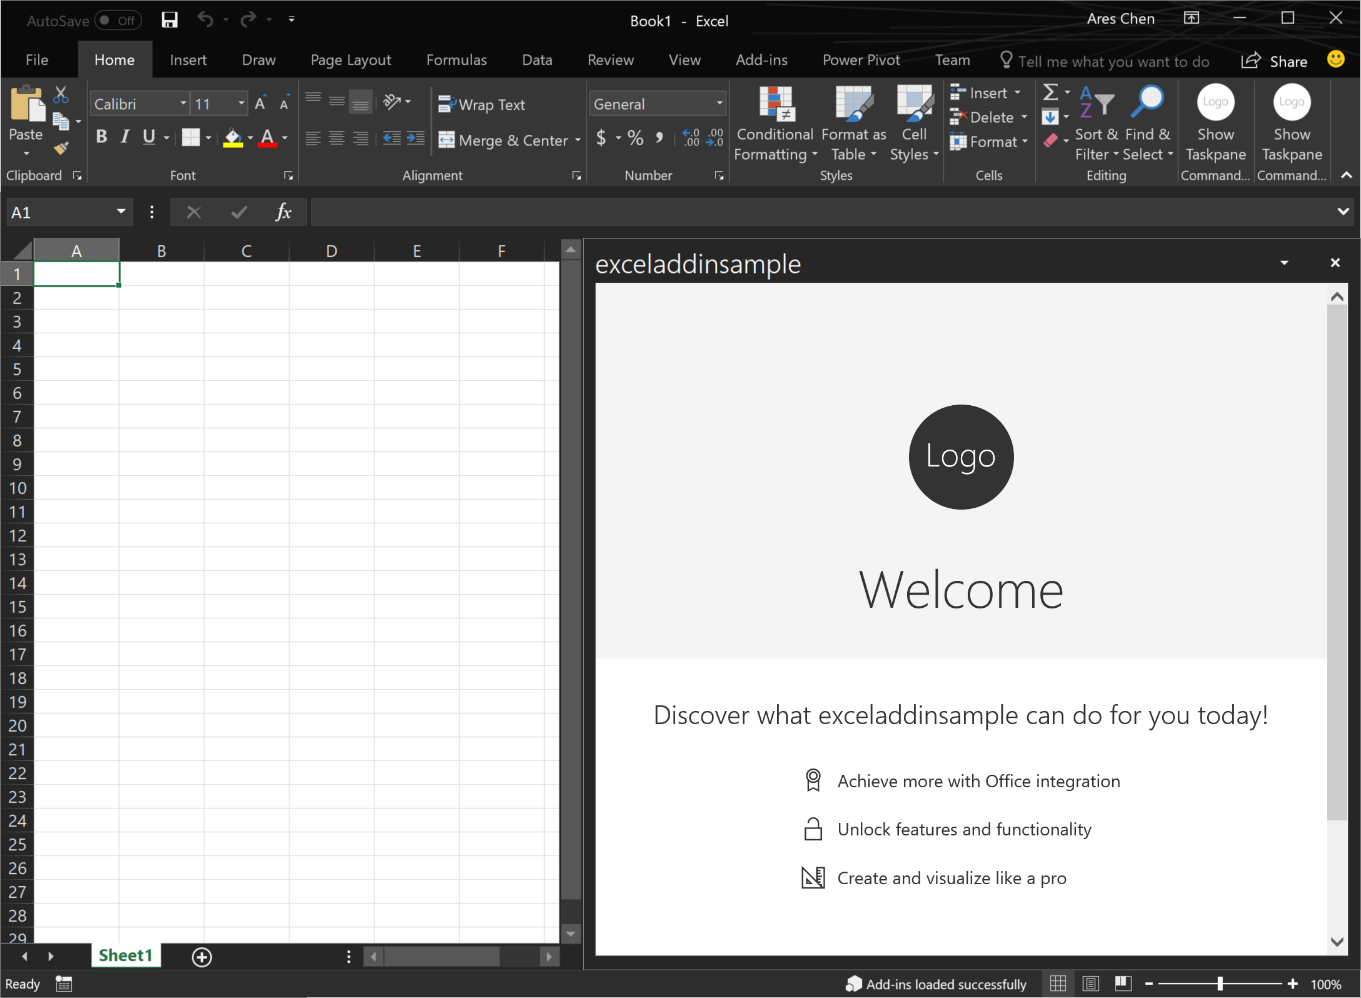 AutoSave Off
Book1 - Excel
Ares Chen
File Home Insert Draw Page Layout Formulas Data Review View Add-ins Power Pivot Team Tell me what you want to do Share
Calibri 11
Wrap Text
General
Insert
Logo Logo
Delete
Paste
B I U A
Merge & Center
$ % ,
Conditional Formatting
Format as Table
Cell Styles
Format
Sort & Filter
Find & Select
Show Taskpane
Show Taskpane
Clipboard Font Alignment Number Styles Cells Editing Command... Command...
A1
fx
A B C D E F
1
2
3
4
5
6
7
8
9
10
11
12
13
14
15
16
17
18
19
20
21
22
23
24
25
26
27
28
29
exceladdinsample
Logo
Welcome
Discover what exceladdinsample can do for you today!
Achieve more with Office integration
Unlock features and functionality
Create and visualize like a pro
Sheet1
Ready
Add-ins loaded successfully
100%